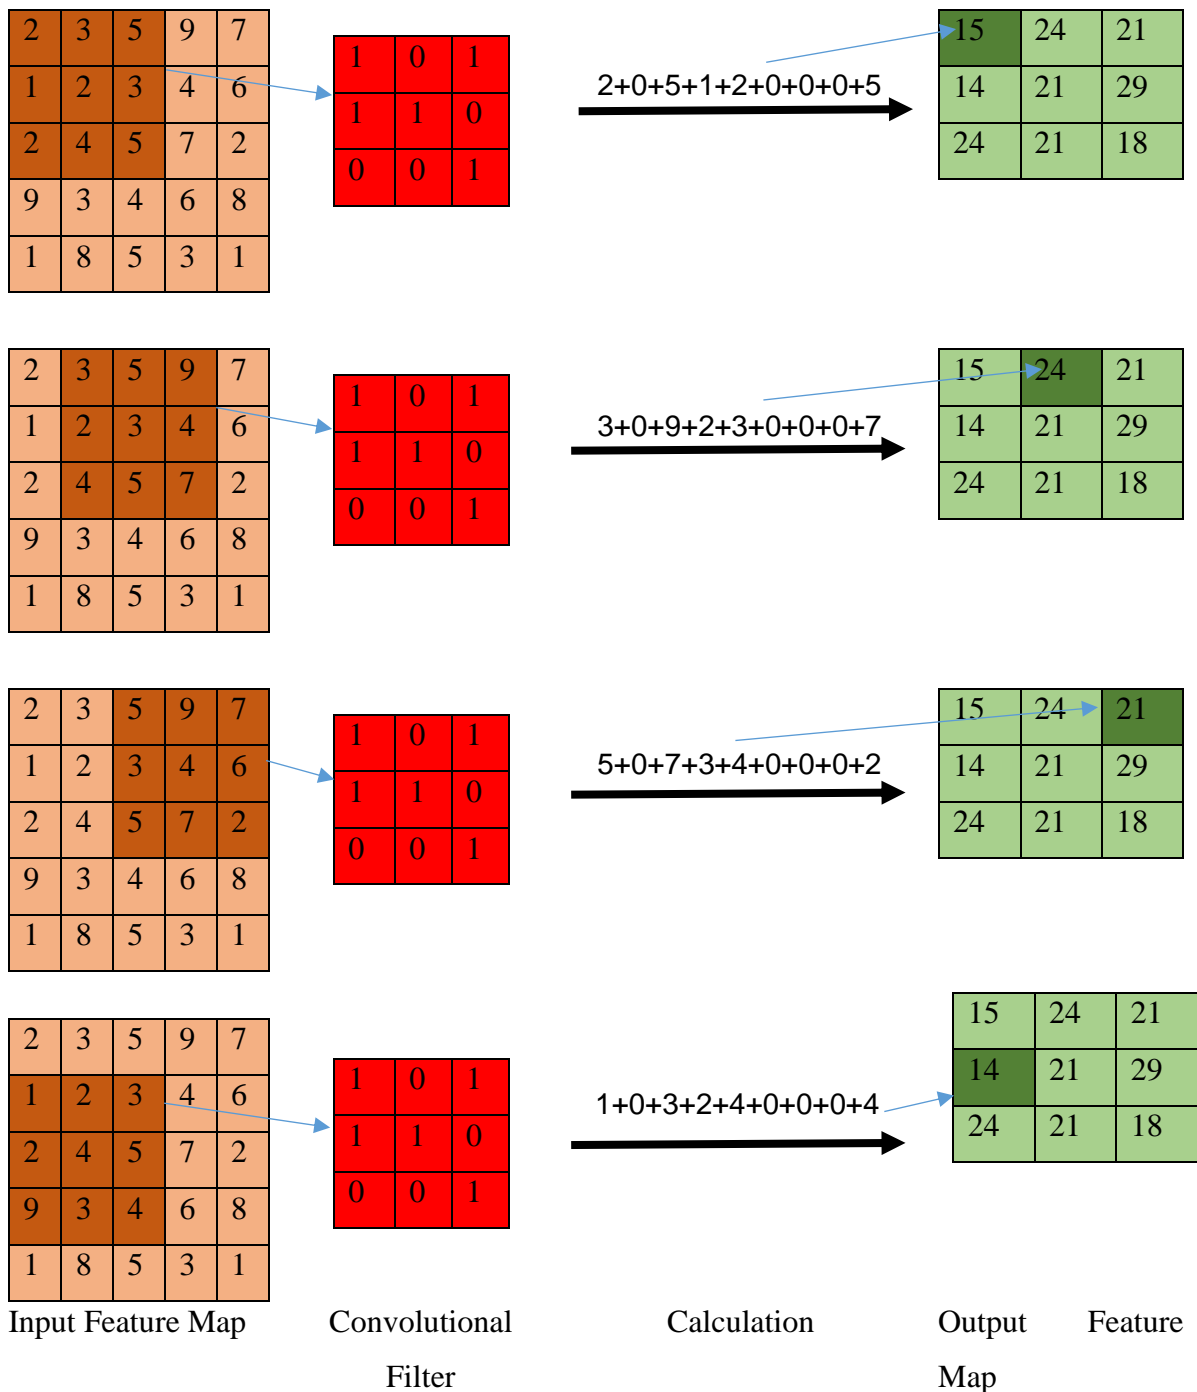 2 3 5 9 7
1 2 3 4 6
2 4 5 7 2
9 3 4 6 8
1 8 5 3 1
1 0 1
1 1 0
0 0 1
2+0+5+1+2+0+0+0+5
15 24 21
14 21 29
24 21 18
2 3 5 9 7
1 2 3 4 6
2 4 5 7 2
9 3 4 6 8
1 8 5 3 1
1 0 1
1 1 0
0 0 1
3+0+9+2+3+0+0+0+7
15 24 21
14 21 29
24 21 18
2 3 5 9 7
1 2 3 4 6
2 4 5 7 2
9 3 4 6 8
1 8 5 3 1
1 0 1
1 1 0
0 0 1
5+0+7+3+4+0+0+0+2
15 24 21
14 21 29
24 21 18
2 3 5 9 7
1 2 3 4 6
2 4 5 7 2
9 3 4 6 8
1 8 5 3 1
1 0 1
1 1 0
0 0 1
1+0+3+2+4+0+0+0+4
15 24 21
14 21 29
24 21 18
Input Feature Map
Convolutional
Filter
Calculation
Output Feature
Map